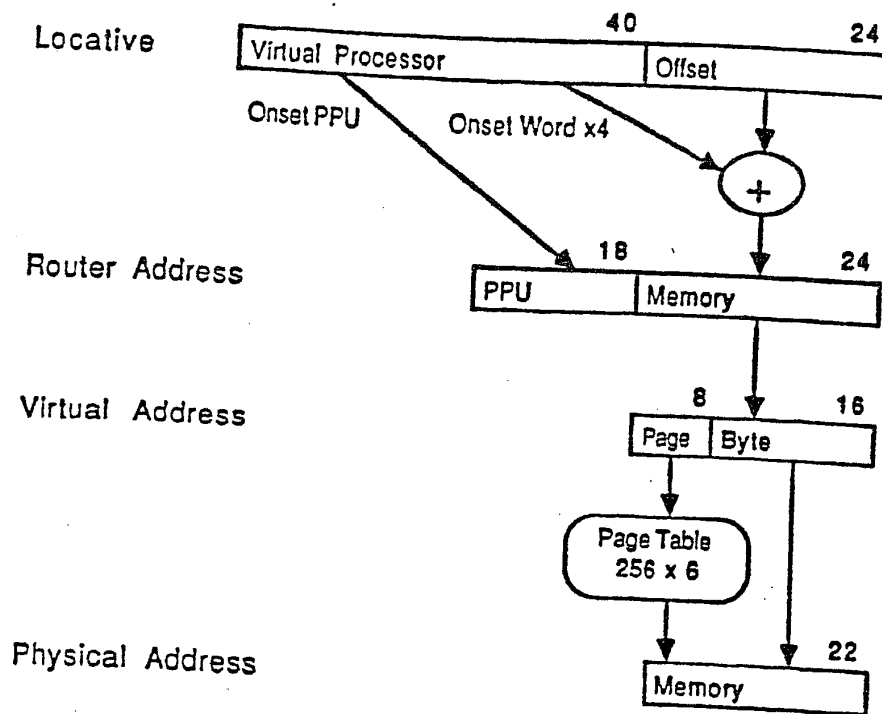 Locative
40
24
Virtual Processor
Offset
Onset PPU
Onset Word x4
+
Router Address
18
24
PPU
Memory
Virtual Address
8
16
Page
Byte
Page Table
256 x 6
Physical Address
22
Memory